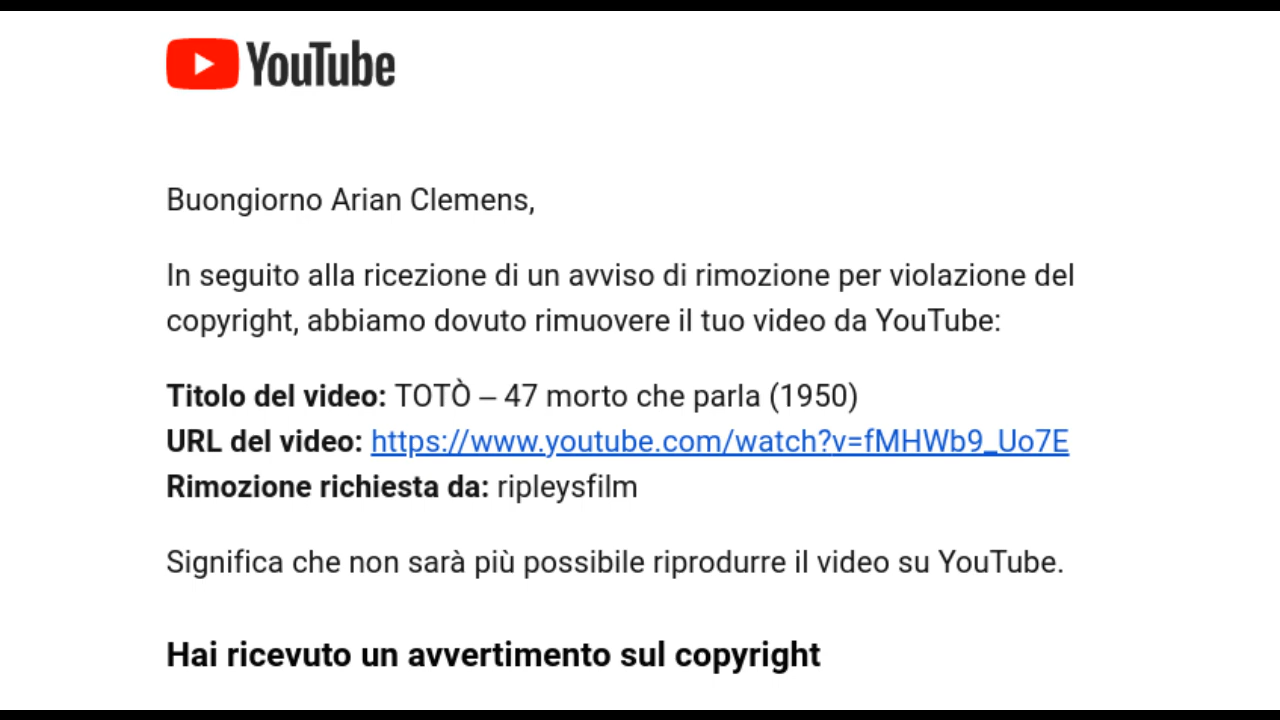 YouTube
Buongiorno Arian Clemens,
In seguito alla ricezione di un avviso di rimozione per violazione del
copyright, abbiamo dovuto rimuovere il tuo video da YouTube:
Titolo del video: TOTÒ – 47 morto che parla (1950)
URL del video: https://www.youtube.com/watch?v=fMHWb9_Uo7E
Rimozione richiesta da: ripleysfilm
Significa che non sarà più possibile riprodurre il video su YouTube.
Hai ricevuto un avvertimento sul copyright